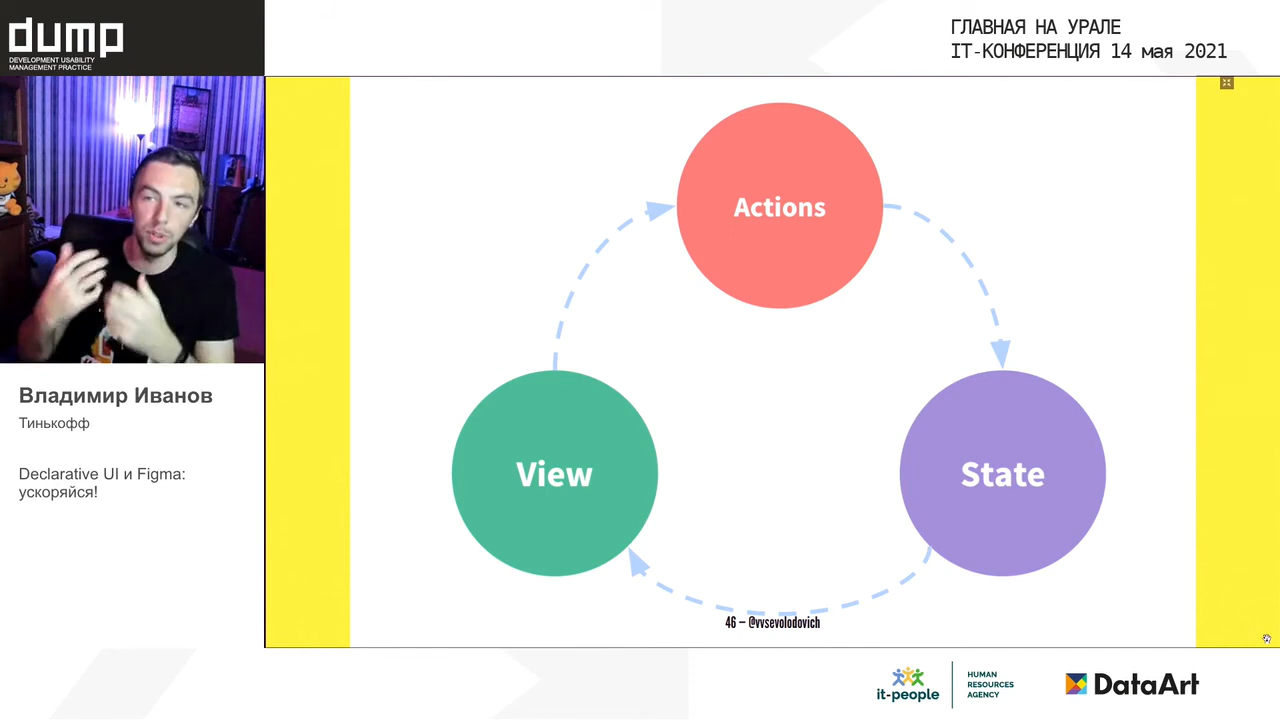 dump
DEVELOPMENT USABILITY
MANAGEMENT PRACTICE
ГЛАВНАЯ НА УРАЛЕ
IT-КОНФЕРЕНЦИЯ 14 мая 2021
Actions
View
State
46 — @vvsevolodovich
Владимир Иванов
Тинькофф
Declarative UI и Figma:
ускоряйся!
it-people
HUMAN
RESOURCES
AGENCY
DataArt